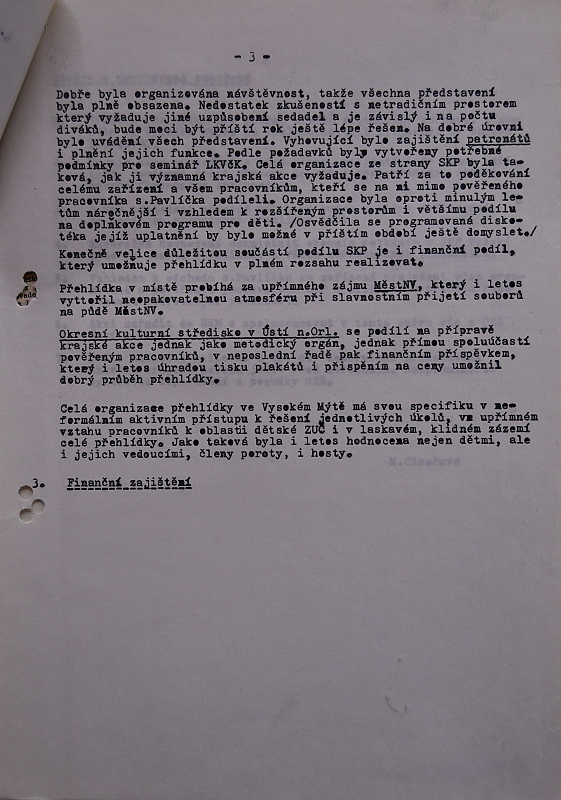 - 3 -
Dobře byla organizována návštěvnost, takže všechna představení
byla plně obsazena. Nedostatek zkušeností s netradičním prostorem
který vyžaduje jiné uzpůsobení sedadel a je závislý i na počtu
diváků, bude moci být příští rok ještě lépe řešen. Na dobré úrovni
bylo uvádění všech představení. Vyhovující bylo zajištění patronátů
i plnění jejich funkce. Podle požadavků byly vytvořeny potřebné
podmínky pro seminář LKVČK. Celá organizace ze strany SKP byla ta-
ková, jak ji významná krajská akce vyžaduje. Patří za to poděkování
celému zařízení a všem pracovníkům, kteří se na ní mimo pověřeného
pracovníka s.Pavlíčka podíleli. Organizace byla oproti minulým le-
tům náročnější i vzhledem k rozšířeným prostorům i většímu podílu
na doplňkovém programu pro děti. /Osvědčila se programovaná disko-
téka jejíž uplatnění by bylo možné v příštím období ještě domyslet./
Konečně velice důležitou součástí podílu SKP je i finanční podíl,
který umožnuje přehlídku v plném rozsahu realizovat.
Přehlídka v místě probíhá za upřímného zájmu MěstNV, který i letos
vyttořil neopakovatelnou atmosféru při slavnostním přijetí souborů
na půdě MěstNV.
Okresní kulturní středisko v Ústí n.Orl. se podílí na přípravě
krajské akce jednak jako metodický orgán, jednak přímou spoluúčastí
pověřeným pracovníků, v neposlední řadě pak finančním příspěvkem,
který i letos úhradou tisku plakátů i přispěním na ceny umožnil
dobrý průběh přehlídky.
Celá organizace přehlídky ve Vysokém Mýtě má svou specifiku v ne-
formálním aktivním přístupu k řešení jednotlivých úkolů, ve upřímném
vztahu pracovníků k oblasti dětské ZUČ i v laskavém, klidném zázemí
celé přehlídky. Jako taková byla i letos hodnocena nejen dětmi, ale
i jejich vedoucími, členy poroty, i hosty.
3. Finanční zajištění